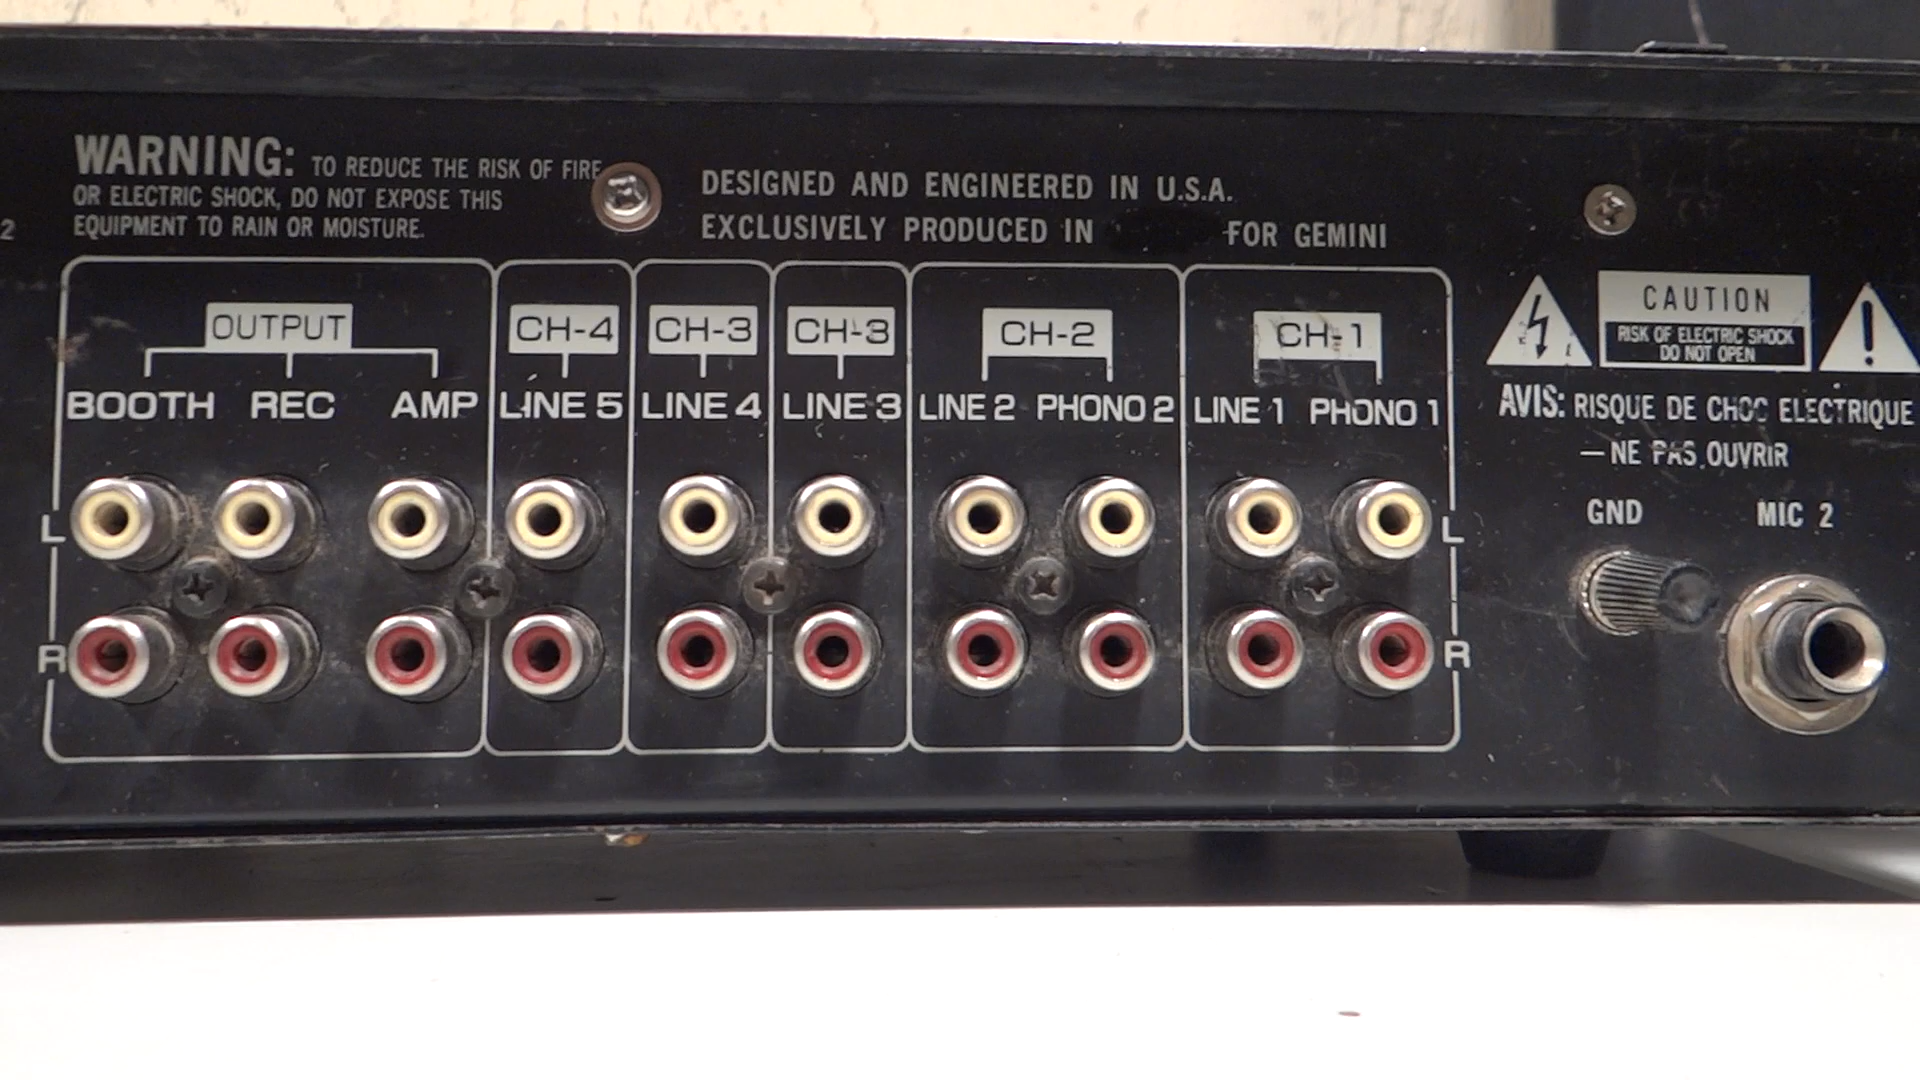 WARNING: TO REDUCE THE RISK OF FIRE
OR ELECTRIC SHOCK, DO NOT EXPOSE THIS
EQUIPMENT TO RAIN OR MOISTURE.
2
DESIGNED AND ENGINEERED IN U.S.A.
EXCLUSIVELY PRODUCED IN FOR GEMINI
OUTPUT CH-4 CH-3 CH-3 CH-2 CH-1
BOOTH REC AMP LINE 5 LINE 4 LINE 3 LINE 2 PHONO 2 LINE 1 PHONO 1
L L
R R
CAUTION
RISK OF ELECTRIC SHOCK
DO NOT OPEN
AVIS: RISQUE DE CHOC ELECTRIQUE
— NE PAS OUVRIR
GND MIC 2